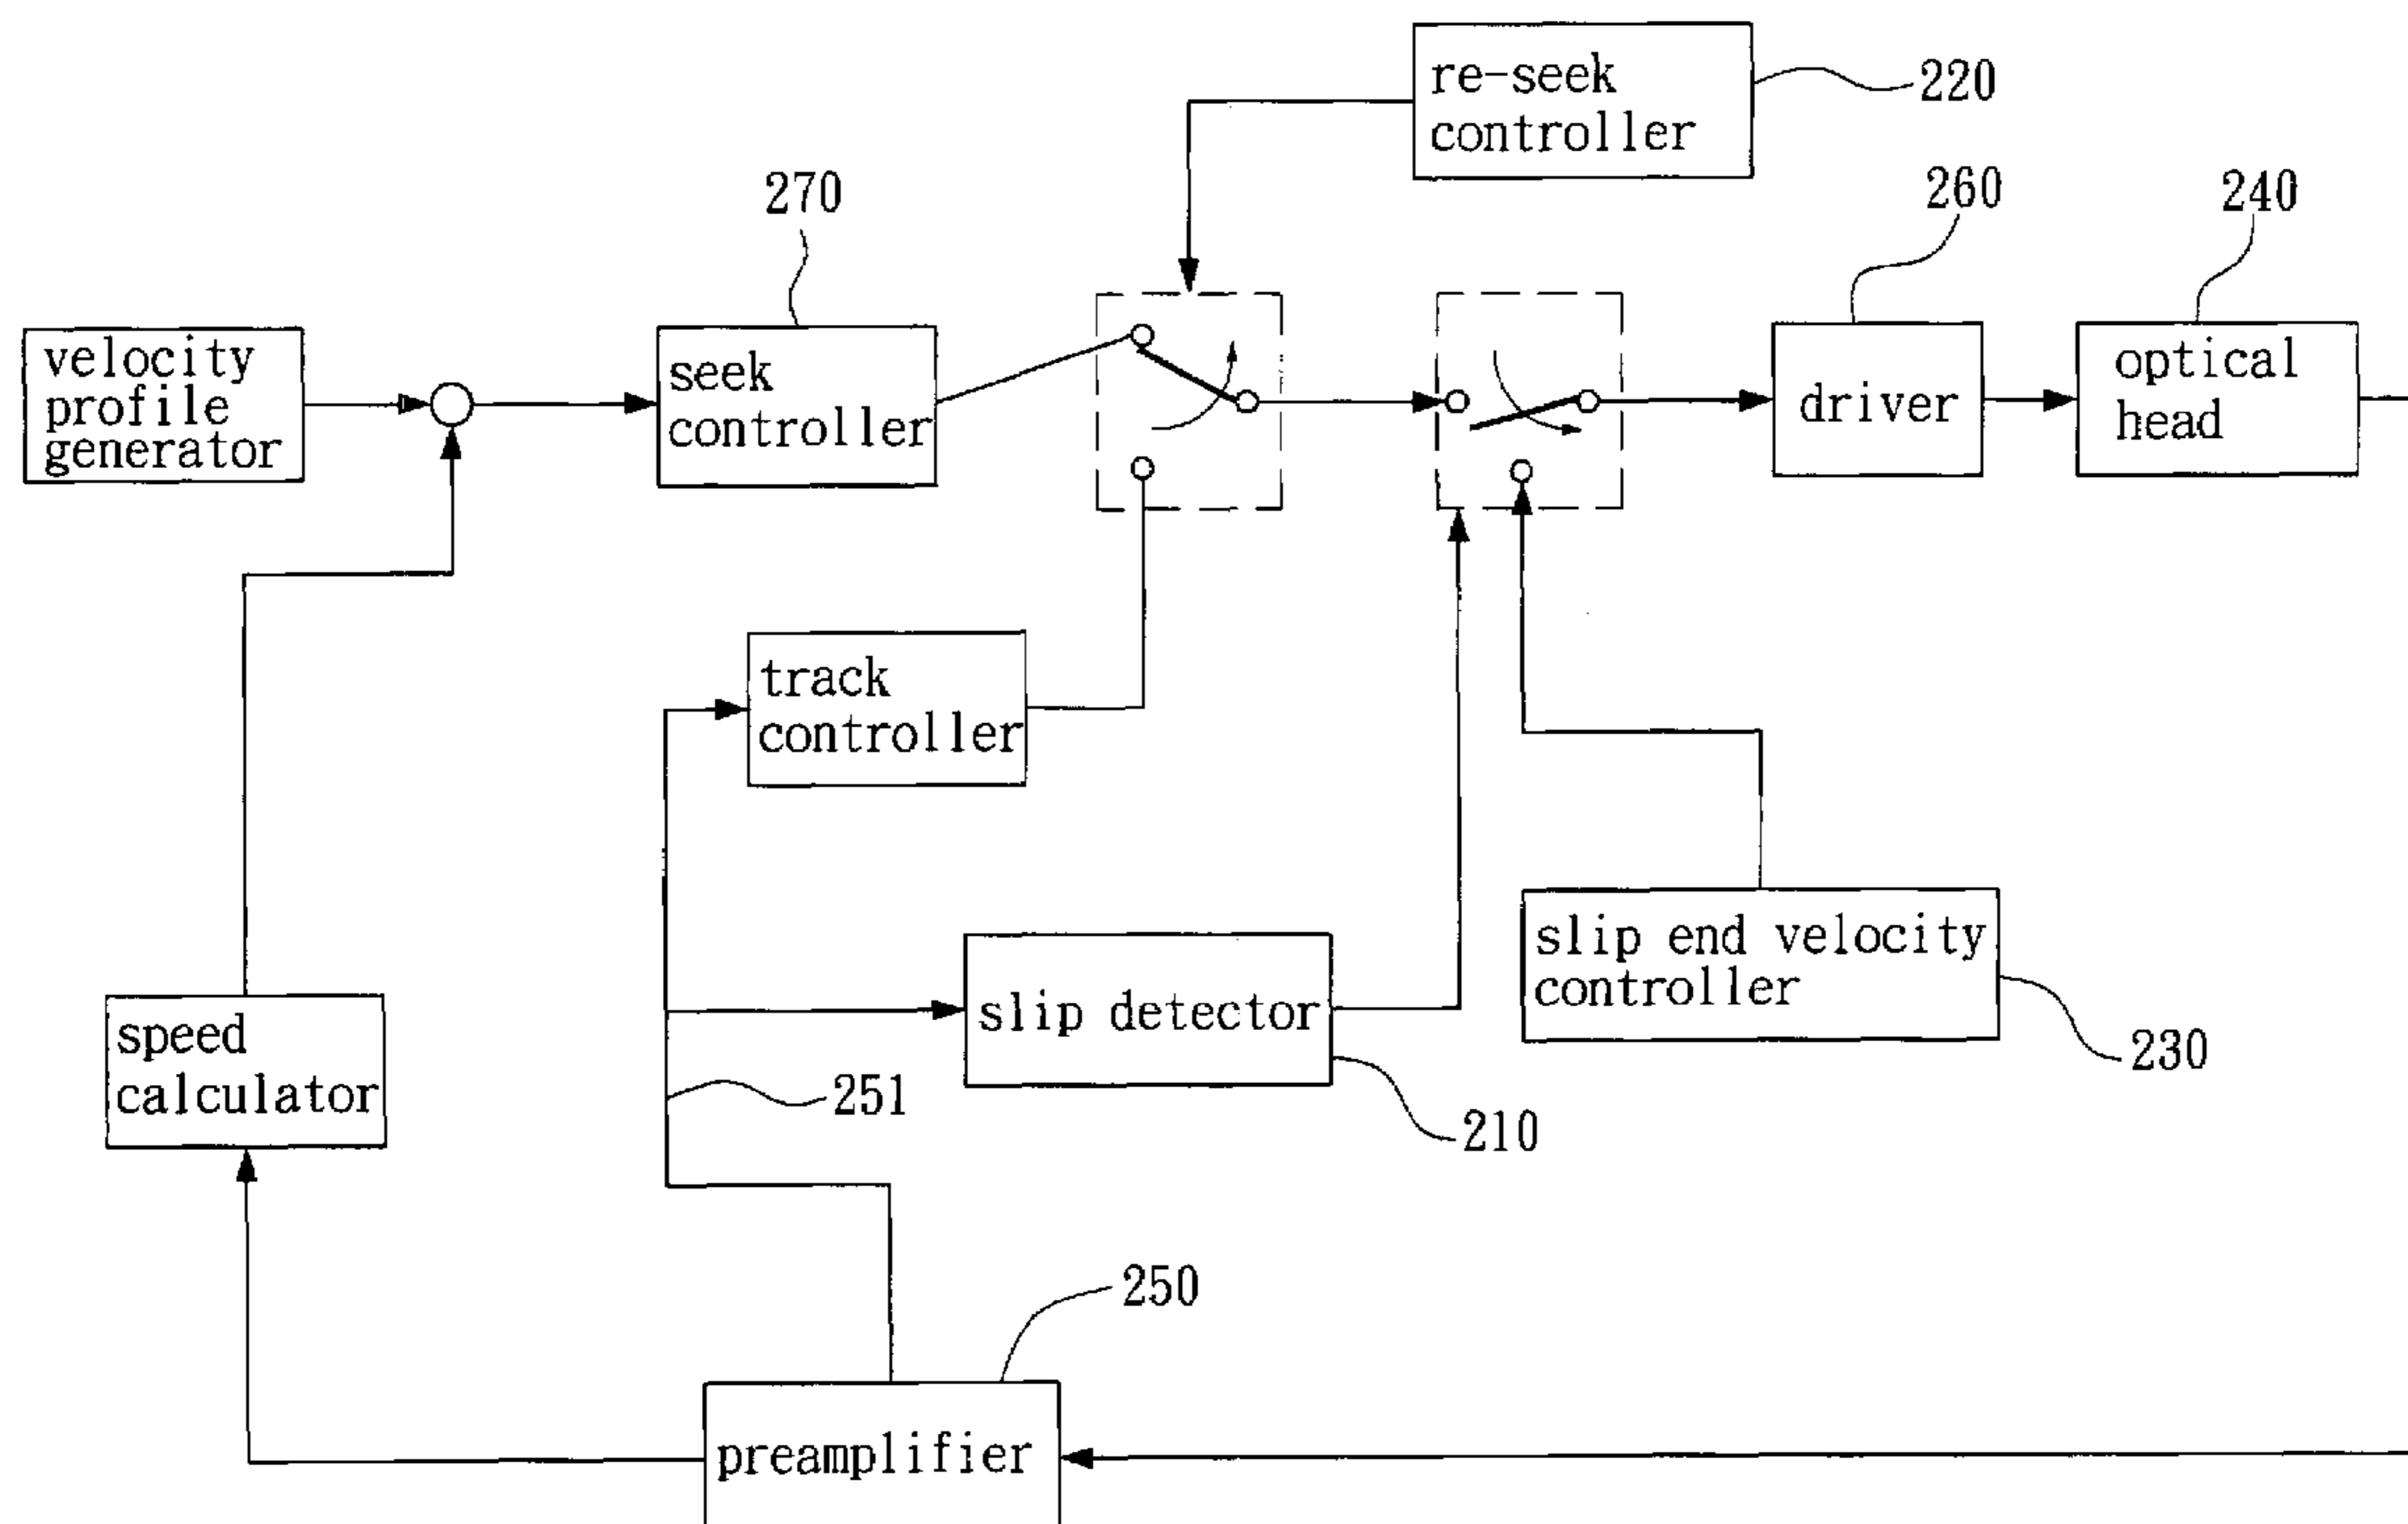 re-seek
controller
220
270
260
240
velocity
profile
generator
seek
controller
driver
optical
head
track
controller
slip end velocity
controller
slip detector
230
speed
calculator
251
210
250
preamplifier